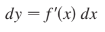 dy = f'(x) dx